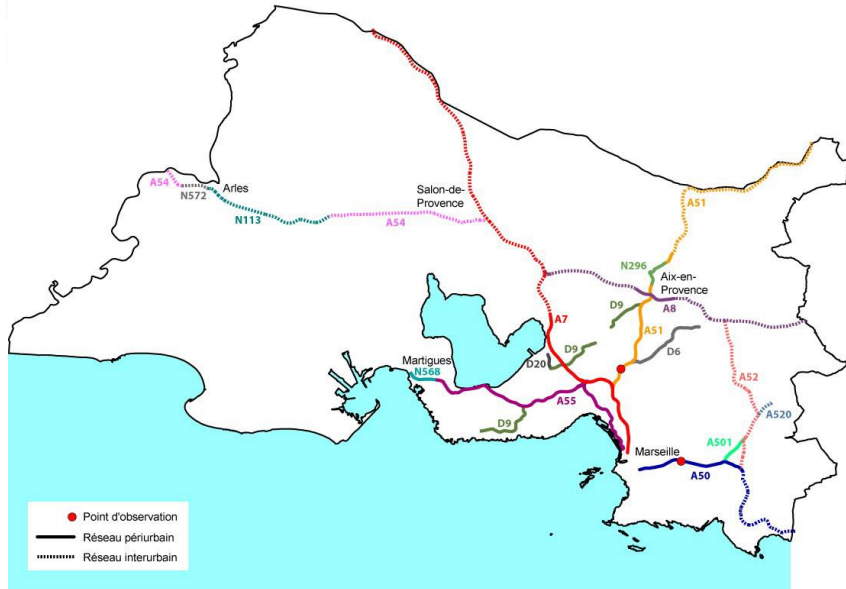 A54
N572
Arles
N113
A54
Salon-de-
Provence
A51
N296
Aix-en-
Provence
D9
A8
A7
A51
D9
D6
D20
Martigues
N568
A55
A52
D9
A520
A501
Marseille
A50
Point d'observation
Réseau périurbain
Réseau interurbain